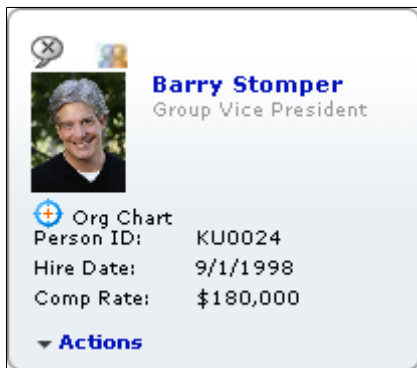 Barry Stomper
Group Vice President
Org Chart
Person ID: KU0024
Hire Date: 9/1/1998
Comp Rate: $180,000
Actions